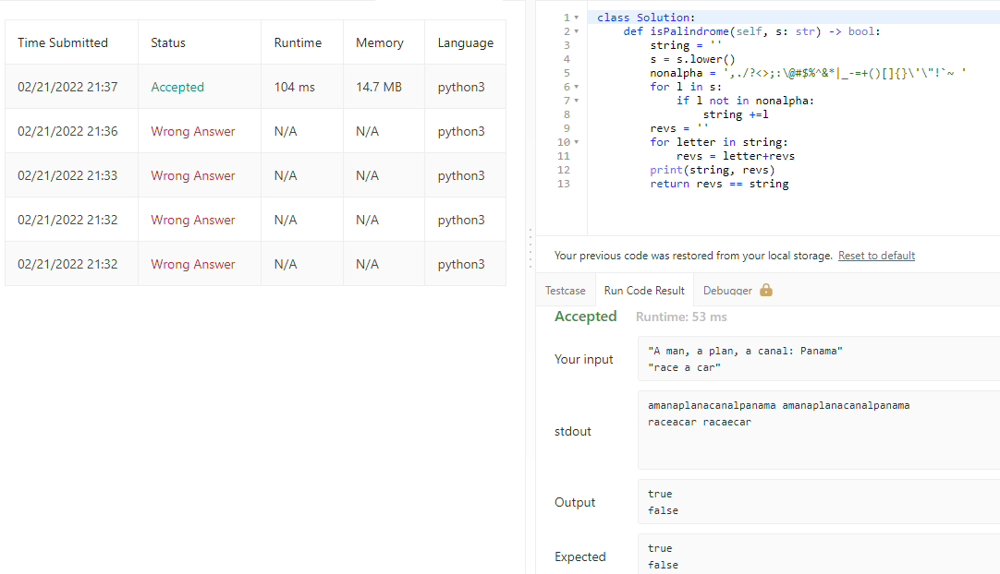 Time Submitted Status Runtime Memory Language
02/21/2022 21:37 Accepted 104 ms 14.7 MB python3
02/21/2022 21:36 Wrong Answer N/A N/A python3
02/21/2022 21:33 Wrong Answer N/A N/A python3
02/21/2022 21:32 Wrong Answer N/A N/A python3
02/21/2022 21:32 Wrong Answer N/A N/A python3
1 class Solution:
2     def isPalindrome(self, s: str) -> bool:
3         string = ''
4         s = s.lower()
5         nonalpha = ',./?<>;:\@#$%^&*|_-=+()[]{}\'\"!`~ '
6         for l in s:
7             if l not in nonalpha:
8                 string +=l
9         revs = ''
10         for letter in string:
11             revs = letter+revs
12         print(string, revs)
13         return revs == string
Your previous code was restored from your local storage. Reset to default
Testcase Run Code Result Debugger
Accepted Runtime: 53 ms
Your input
"A man, a plan, a canal: Panama"
"race a car"
stdout
amanaplanacanalpanama amanaplanacanalpanama
raceacar racaecar
Output
true
false
Expected
true
false